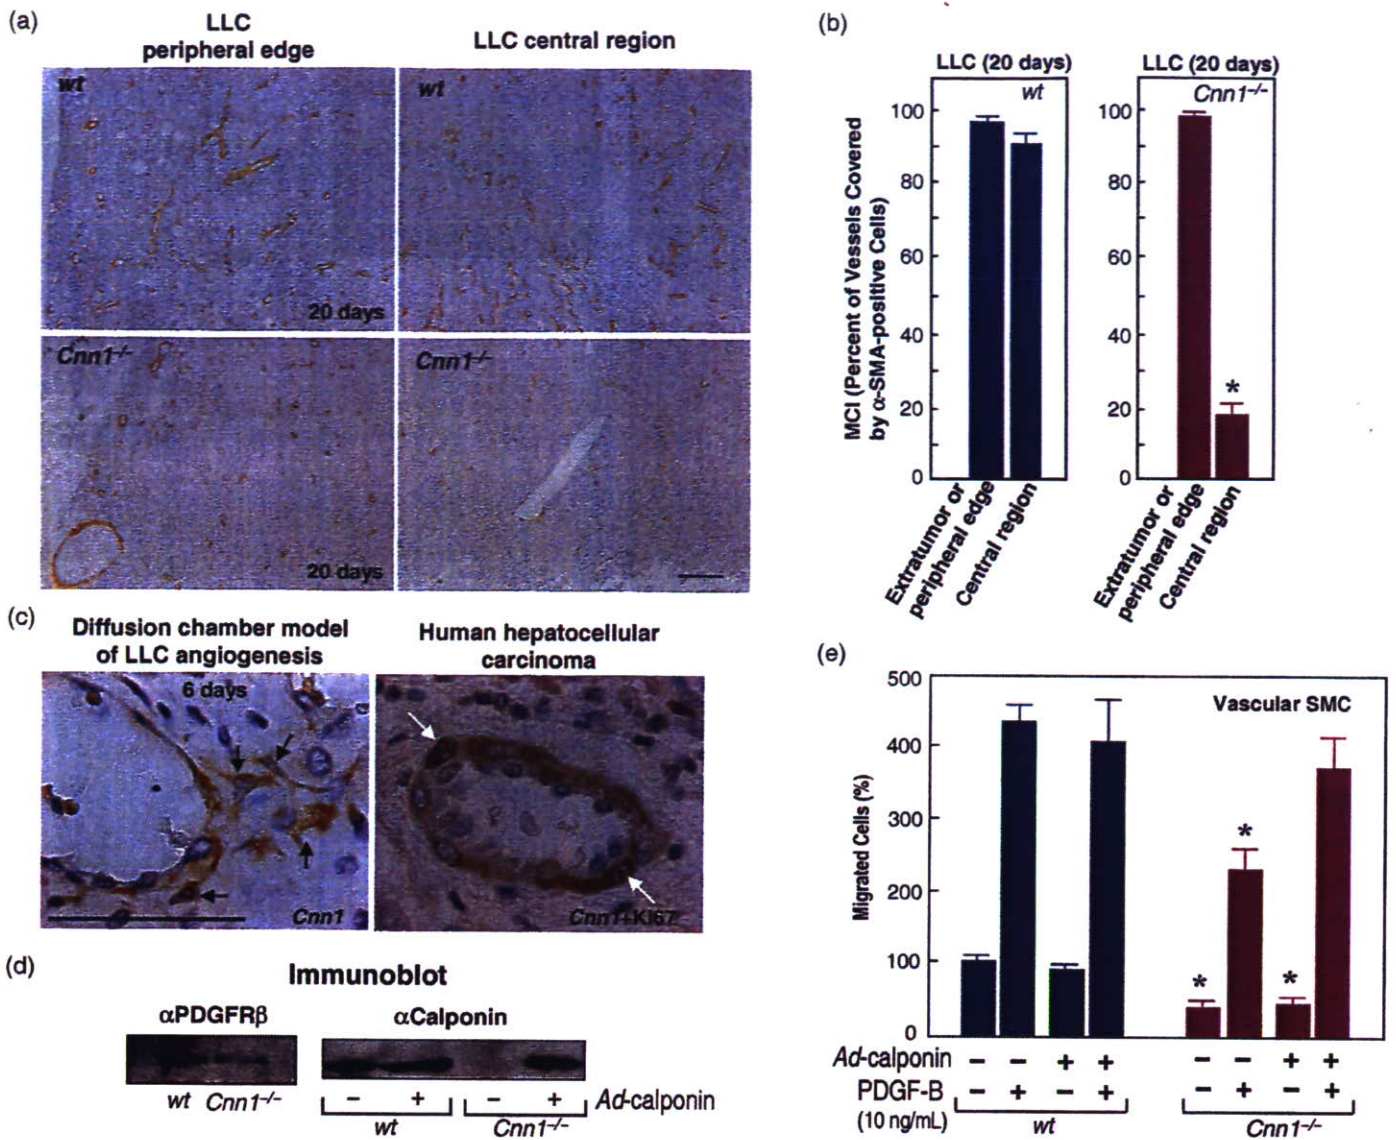 (a)
LLC
peripheral edge
LLC central region
wt
wt
20 days
Cnn1–/–
Cnn1–/–
20 days
(b)
LLC (20 days)
LLC (20 days)
wt
Cnn1–/–
MCI (Percent of Vessels Covered
by α-SMA-positive Cells)
100
80
60
40
20
0
100
80
60
40
20
0
*
Extratumor or
peripheral edge
Central region
Extratumor or
peripheral edge
Central region
(c)
Diffusion chamber model
of LLC angiogenesis
Human hepatocellular
carcinoma
6 days
Cnn1
Cnn1+Ki67
(d)
Immunoblot
αPDGFRβ
αCalponin
wt Cnn1–/–
– + – + Ad-calponin
wt Cnn1–/–
(e)
Vascular SMC
Migrated Cells (%)
500
400
300
200
100
0
* * *
Ad-calponin – – + + – – + +
PDGF-B – + – + – + – +
(10 ng/mL)
wt Cnn1–/–